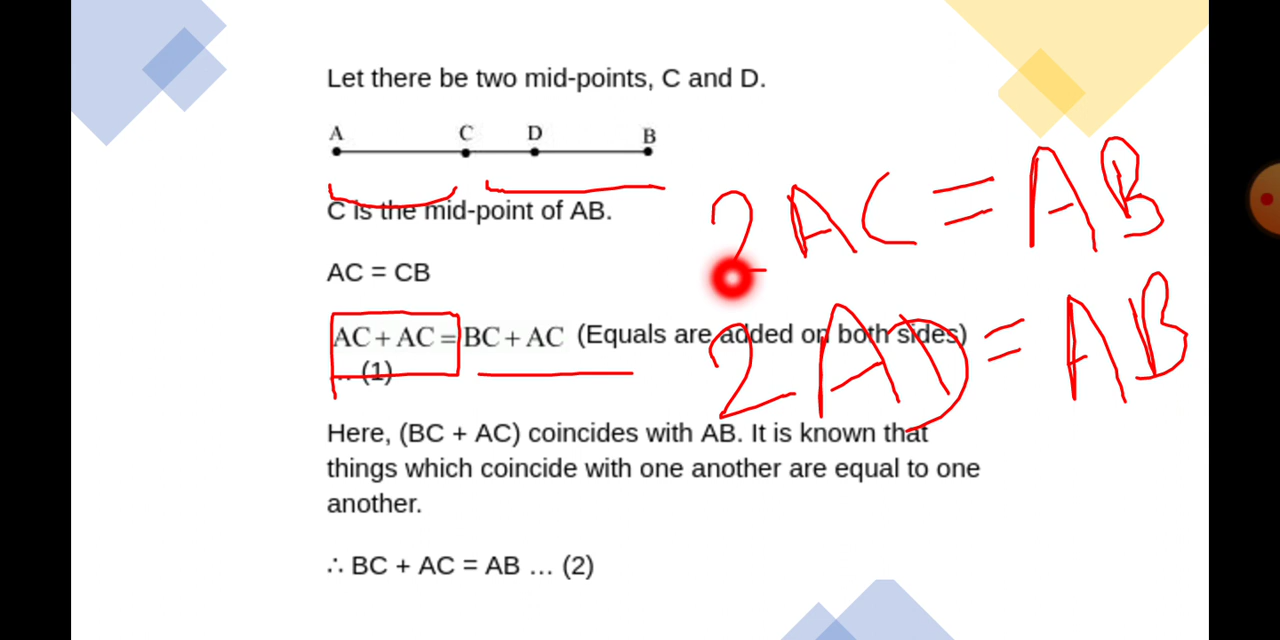 Let there be two mid-points, C and D.
A C D B
C is the mid-point of AB.
2AC = AB
AC = CB
AC + AC = BC + AC (Equals are added on both sides)
... (1)
2AD = AB
Here, (BC + AC) coincides with AB. It is known that
things which coincide with one another are equal to one
another.
∴ BC + AC = AB … (2)